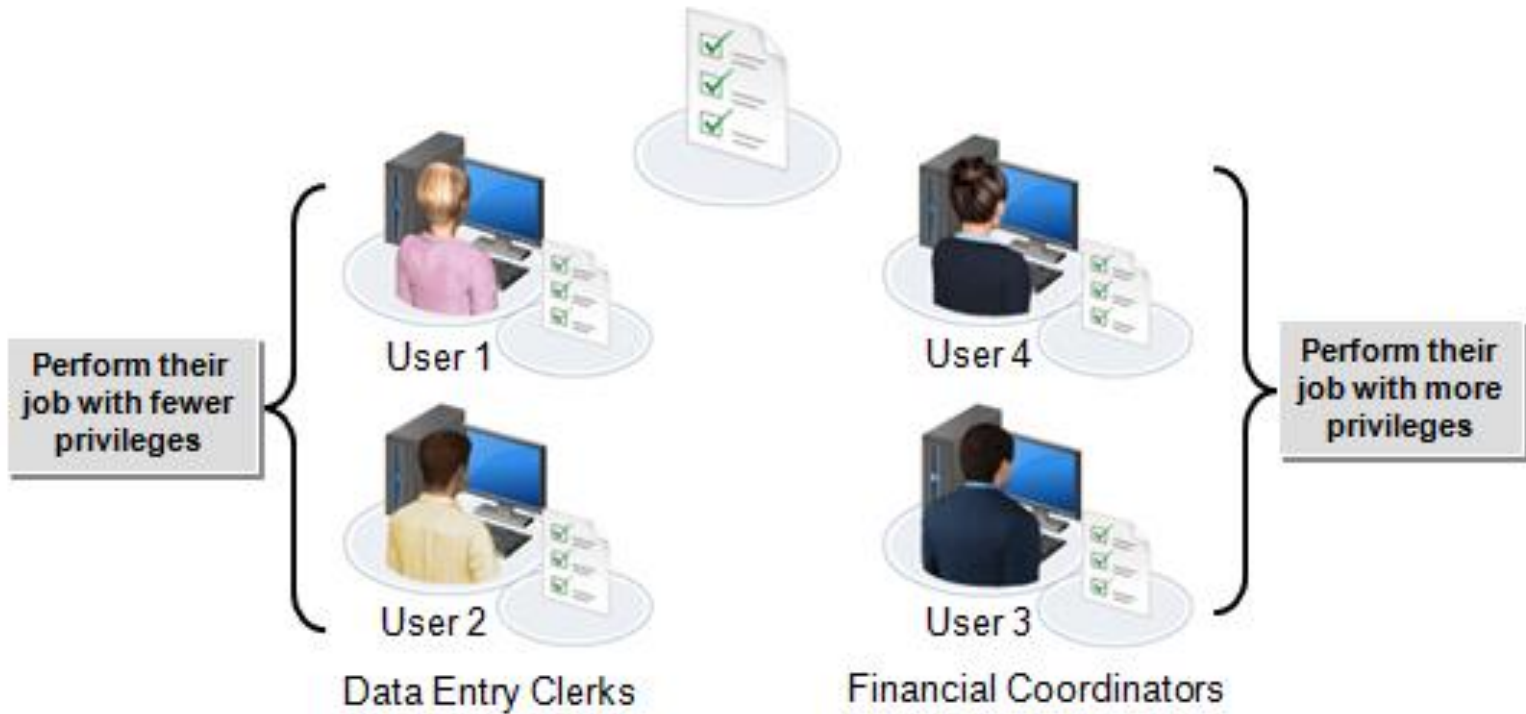 User 1
User 4
Perform their
job with fewer
privileges
Perform their
job with more
privileges
User 2
User 3
Data Entry Clerks
Financial Coordinators